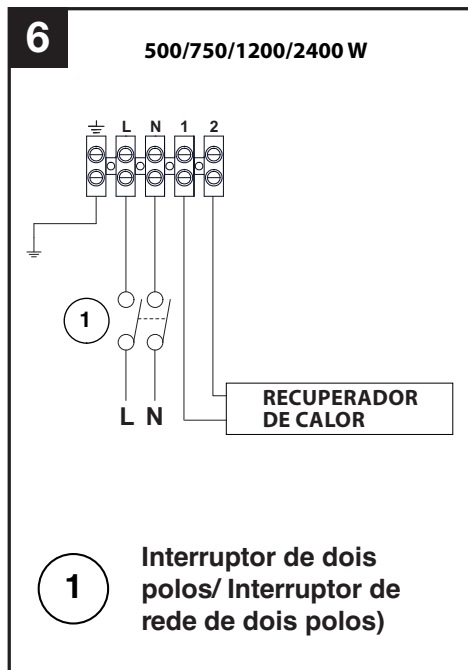 6
500/750/1200/2400 W
L N 1 2
1
L N
RECUPERADOR
DE CALOR
1
Interruptor de dois
polos/ Interruptor de
rede de dois polos)